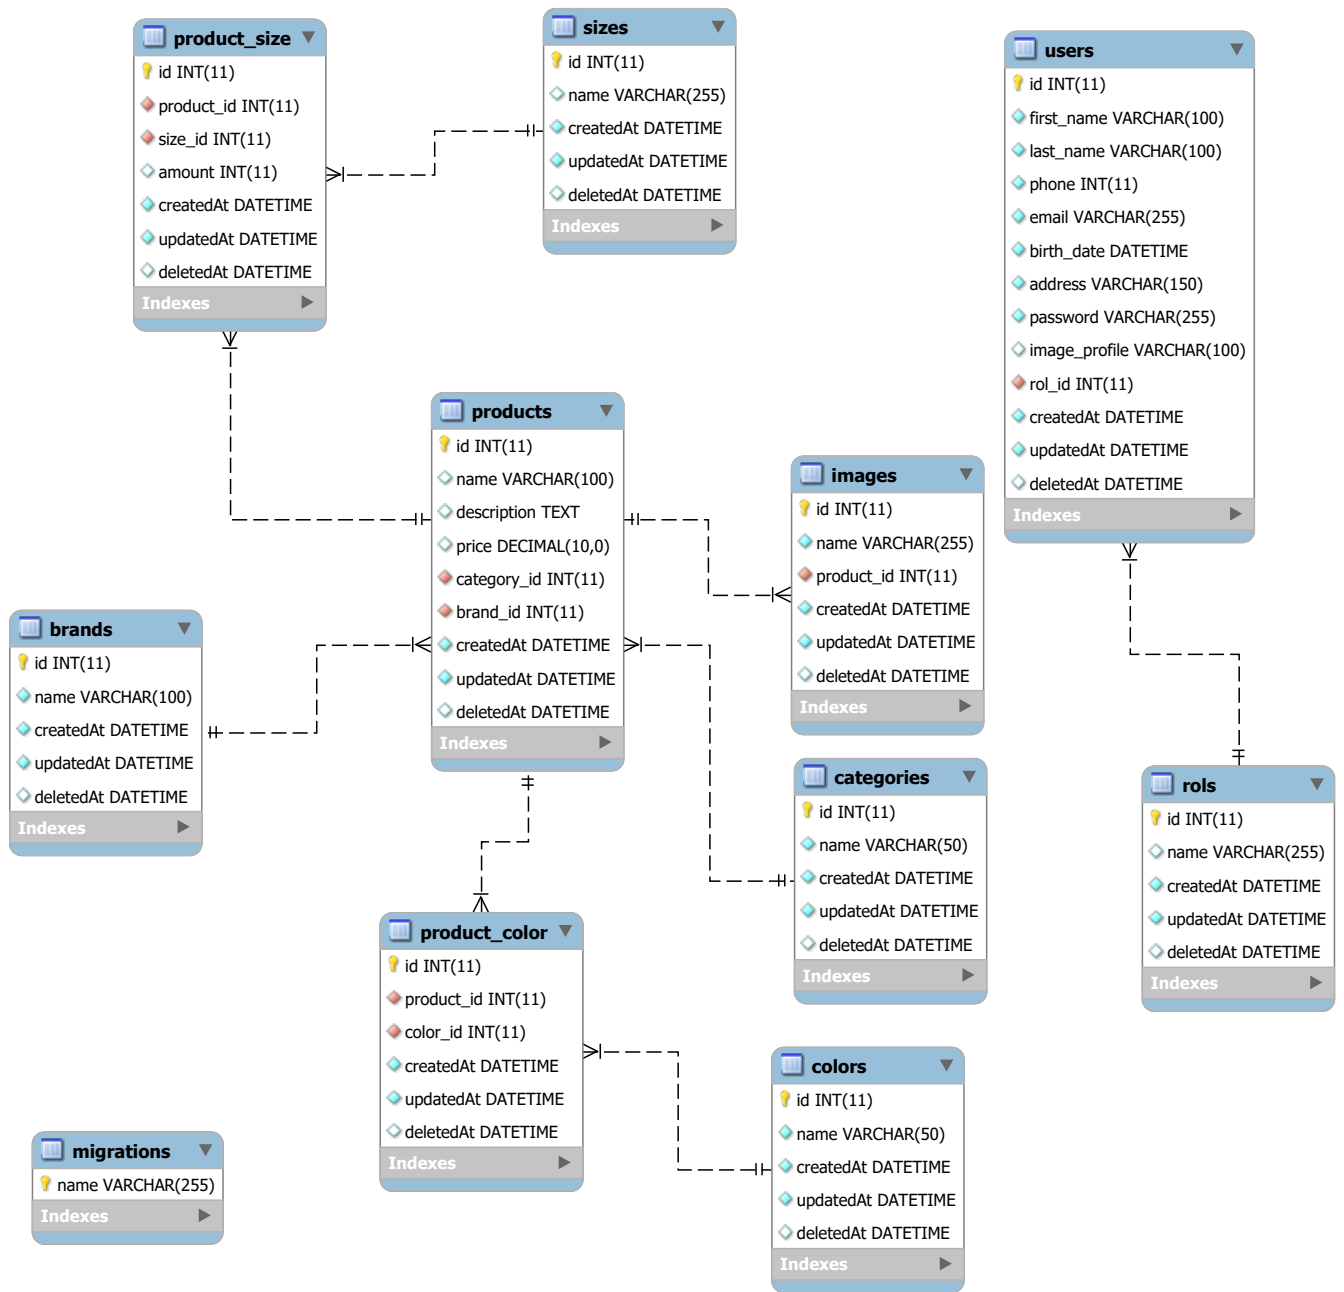 product_size
id INT(11)
product_id INT(11)
size_id INT(11)
amount INT(11)
createdAt DATETIME
updatedAt DATETIME
deletedAt DATETIME
Indexes
sizes
id INT(11)
name VARCHAR(255)
createdAt DATETIME
updatedAt DATETIME
deletedAt DATETIME
Indexes
users
id INT(11)
first_name VARCHAR(100)
last_name VARCHAR(100)
phone INT(11)
email VARCHAR(255)
birth_date DATETIME
address VARCHAR(150)
password VARCHAR(255)
image_profile VARCHAR(100)
rol_id INT(11)
createdAt DATETIME
updatedAt DATETIME
deletedAt DATETIME
Indexes
products
id INT(11)
name VARCHAR(100)
description TEXT
price DECIMAL(10,0)
category_id INT(11)
brand_id INT(11)
createdAt DATETIME
updatedAt DATETIME
deletedAt DATETIME
Indexes
images
id INT(11)
name VARCHAR(255)
product_id INT(11)
createdAt DATETIME
updatedAt DATETIME
deletedAt DATETIME
Indexes
brands
id INT(11)
name VARCHAR(100)
createdAt DATETIME
updatedAt DATETIME
deletedAt DATETIME
Indexes
categories
id INT(11)
name VARCHAR(50)
createdAt DATETIME
updatedAt DATETIME
deletedAt DATETIME
Indexes
rols
id INT(11)
name VARCHAR(255)
createdAt DATETIME
updatedAt DATETIME
deletedAt DATETIME
Indexes
product_color
id INT(11)
product_id INT(11)
color_id INT(11)
createdAt DATETIME
updatedAt DATETIME
deletedAt DATETIME
Indexes
colors
id INT(11)
name VARCHAR(50)
createdAt DATETIME
updatedAt DATETIME
deletedAt DATETIME
Indexes
migrations
name VARCHAR(255)
Indexes